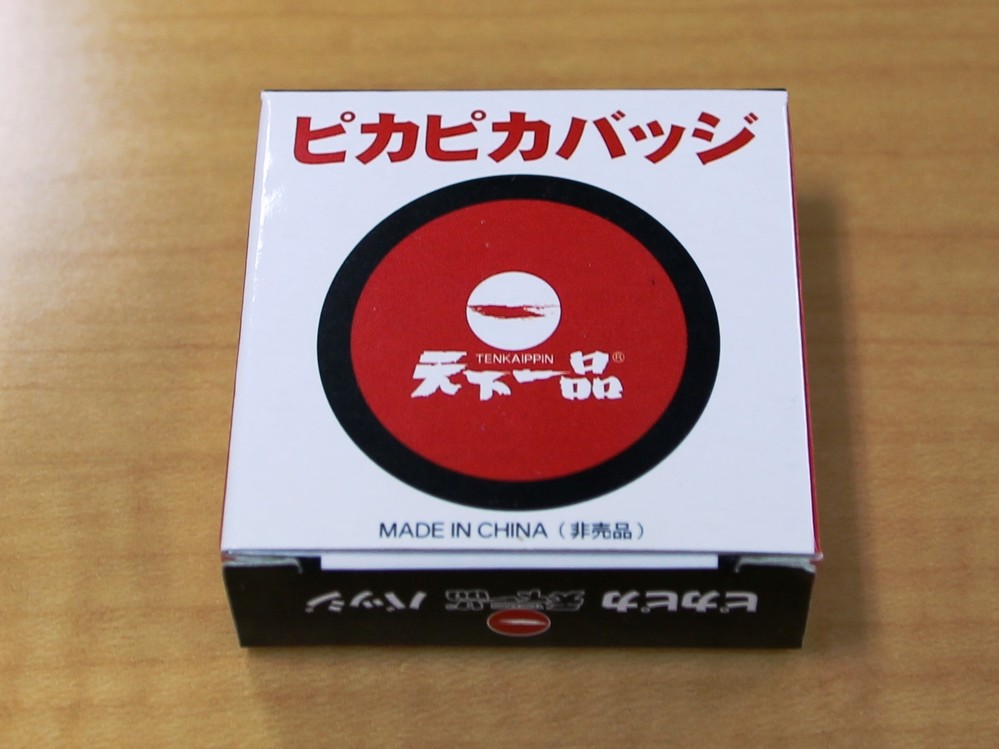 ピカピカバッジ
TENKAIPPIN
天下一品®
MADE IN CHINA（非売品）
ピカピカ 天下一品 バッジ